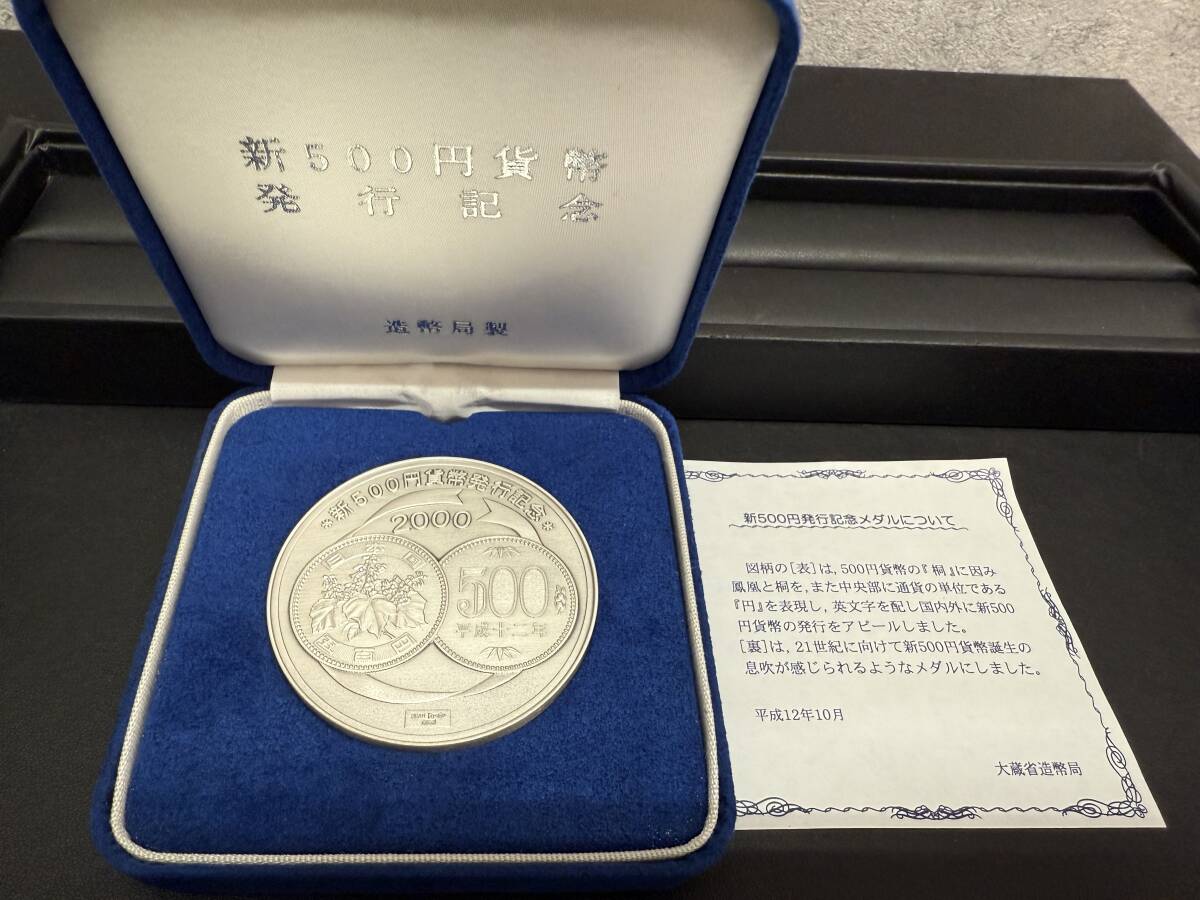 新500円貨幣
発行記念
造幣局製
*新500円貨幣発行記念*
2000
日本国
五百円
500
平成十二年
新500円発行記念メダルについて
図柄の[表]は,500円貨幣の『桐』に因み
鳳凰と桐を,また中央部に通貨の単位である
『円』を表現し,英文字を配し国内外に新500
円貨幣の発行をアピールしました。
[裏]は,21世紀に向けて新500円貨幣誕生の
息吹が感じられるようなメダルにしました。
平成12年10月
大蔵省造幣局